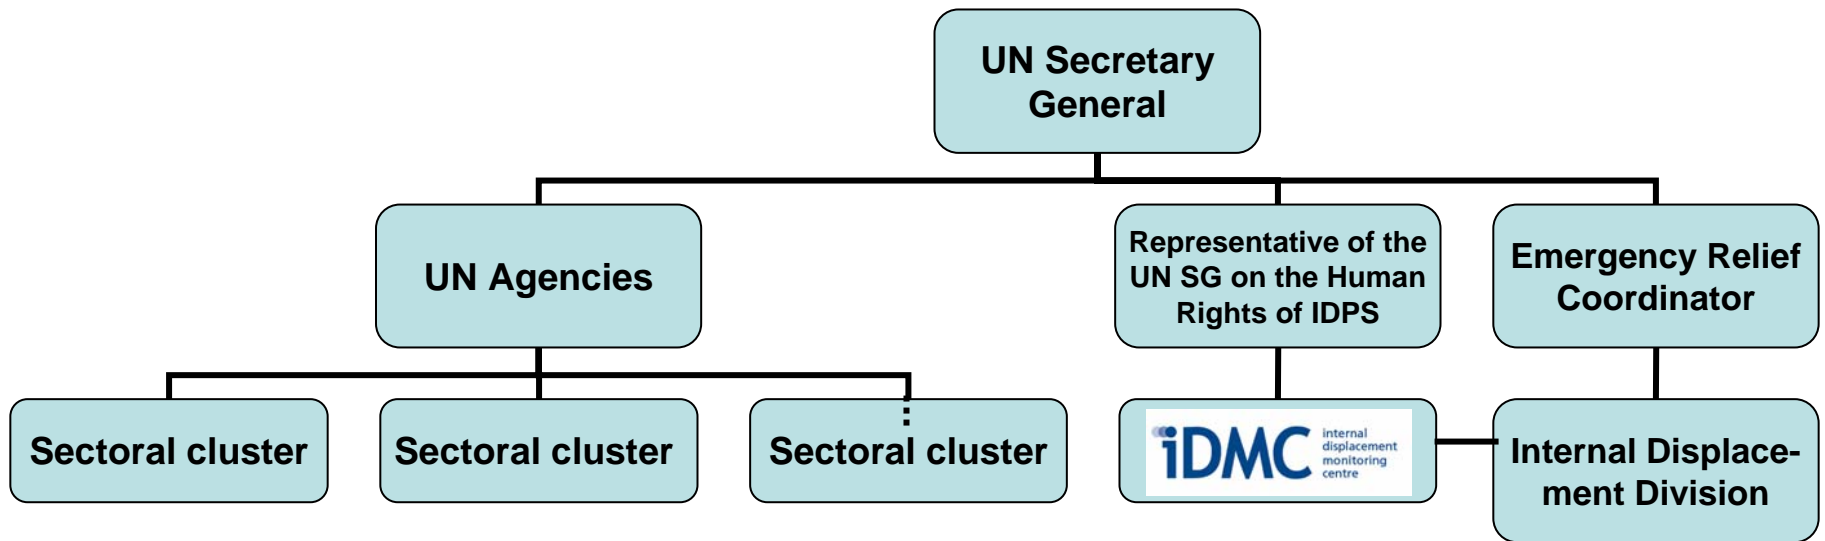 UN Secretary
General
UN Agencies
Representative of the
UN SG on the Human
Rights of IDPS
Emergency Relief
Coordinator
Sectoral cluster
Sectoral cluster
Sectoral cluster
iDMC
internal
displacement
monitoring
centre
Internal Displace-
ment Division